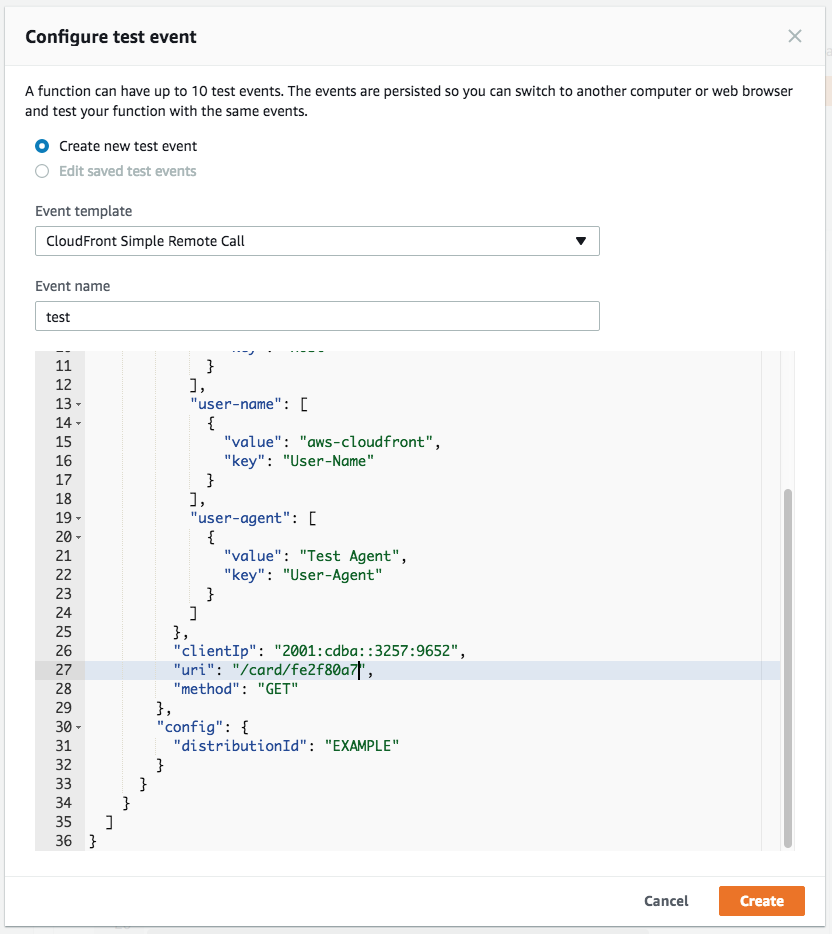 Configure test event
A function can have up to 10 test events. The events are persisted so you can switch to another computer or web browser
and test your function with the same events.
Create new test event
Edit saved test events
Event template
CloudFront Simple Remote Call
Event name
test
11 }
12 ],
13 "user-name": [
14 {
15 "value": "aws-cloudfront",
16 "key": "User-Name"
17 }
18 ],
19 "user-agent": [
20 {
21 "value": "Test Agent",
22 "key": "User-Agent"
23 }
24 ]
25 },
26 "clientIp": "2001:cdba::3257:9652",
27 "uri": "/card/fe2f80a7",
28 "method": "GET"
29 },
30 "config": {
31 "distributionId": "EXAMPLE"
32 }
33 }
34 }
35 ]
36 }
Cancel
Create